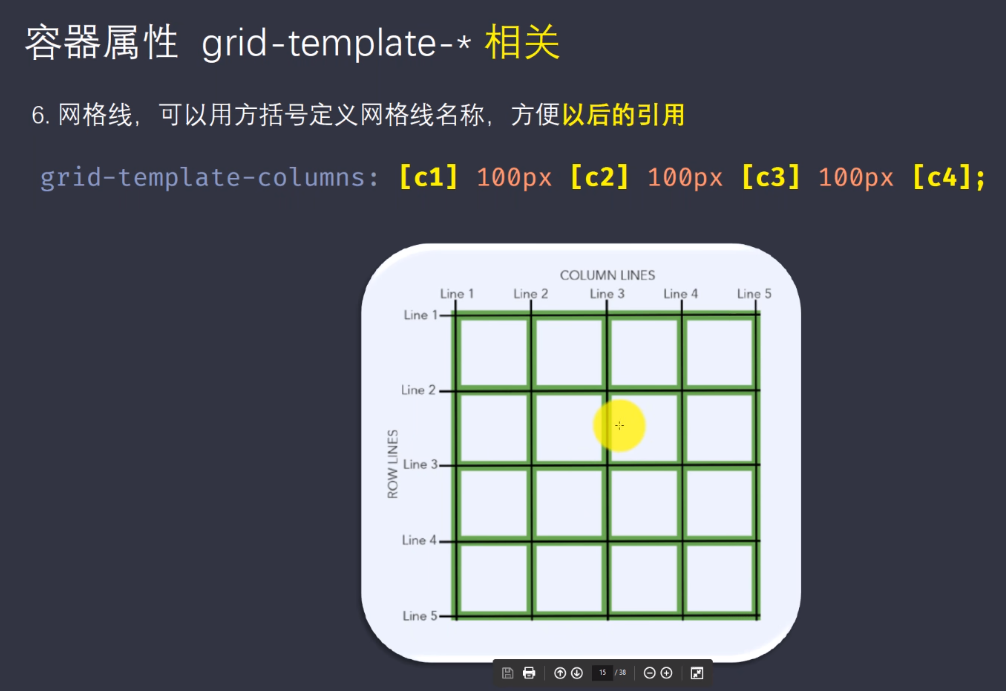 容器属性 grid-template-* 相关
6. 网格线，可以用方括号定义网格线名称，方便以后的引用
grid-template-columns: [c1] 100px [c2] 100px [c3] 100px [c4];
COLUMN LINES
Line 1 Line 2 Line 3 Line 4 Line 5
Line 1
Line 2
ROW LINES
Line 3
Line 4
Line 5
15 / 38